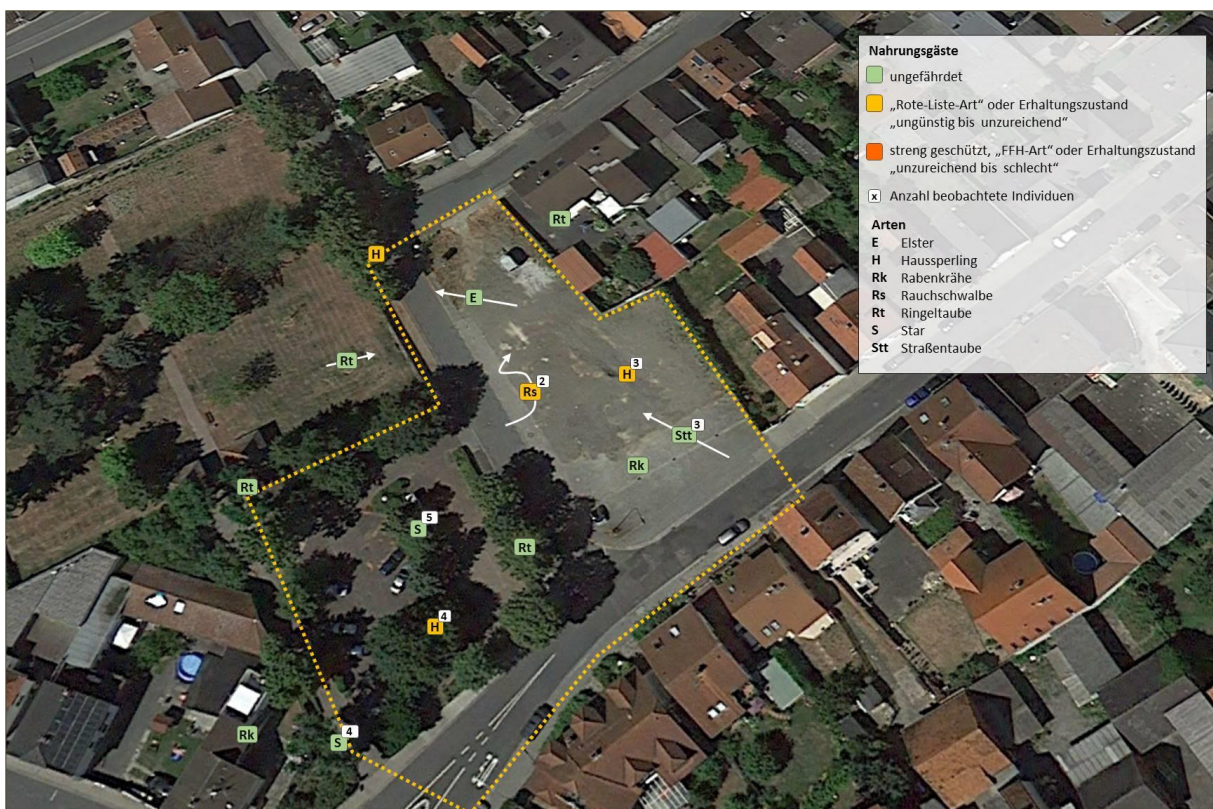 Nahrungsgäste
ungefährdet
„Rote-Liste-Art“ oder Erhaltungszustand
„ungünstig bis unzureichend“
streng geschützt, „FFH-Art“ oder Erhaltungszustand
„unzureichend bis schlecht“
x Anzahl beobachtete Individuen
Arten
E Elster
H Haussperling
Rk Rabenkrähe
Rs Rauchschwalbe
Rt Ringeltaube
S Star
Stt Straßentaube
Rt
H
E
Rt
H 3
Rs 2
Stt 3
Rk
Rt
S 5
Rt
H 4
Rk
S 4